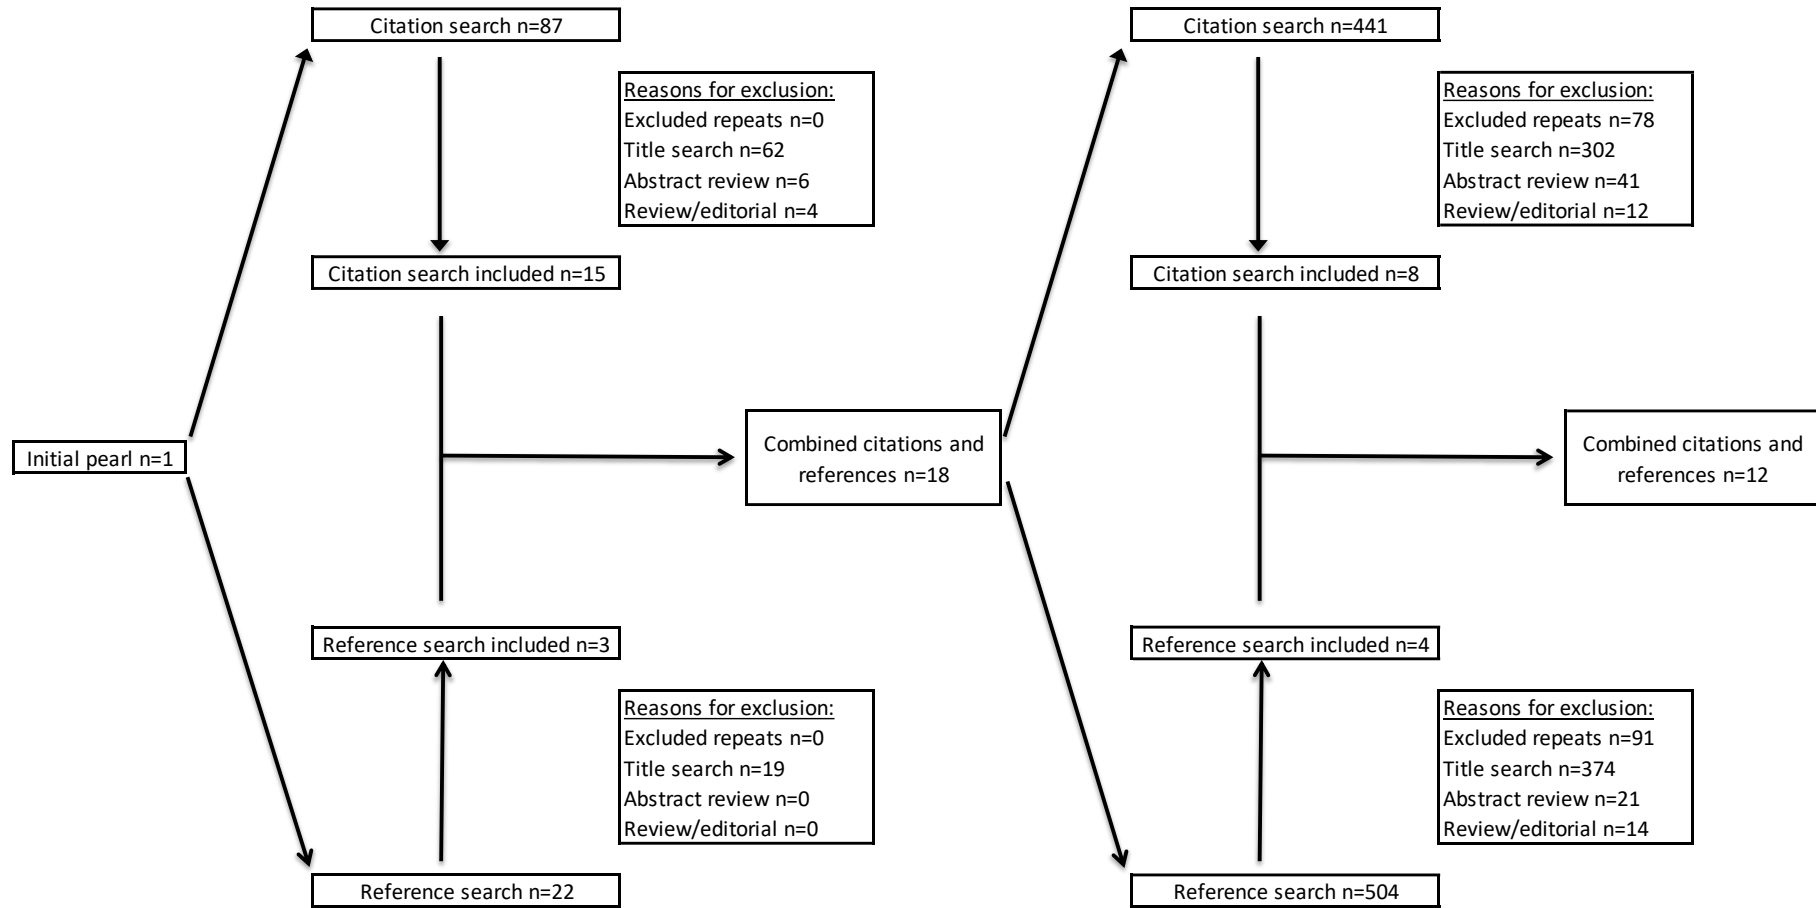 Citation search n=87
Citation search n=441
Reasons for exclusion:
Excluded repeats n=0
Title search n=62
Abstract review n=6
Review/editorial n=4
Reasons for exclusion:
Excluded repeats n=78
Title search n=302
Abstract review n=41
Review/editorial n=12
Citation search included n=15
Citation search included n=8
Initial pearl n=1
Combined citations and
references n=18
Combined citations and
references n=12
Reference search included n=3
Reference search included n=4
Reasons for exclusion:
Excluded repeats n=0
Title search n=19
Abstract review n=0
Review/editorial n=0
Reasons for exclusion:
Excluded repeats n=91
Title search n=374
Abstract review n=21
Review/editorial n=14
Reference search n=22
Reference search n=504